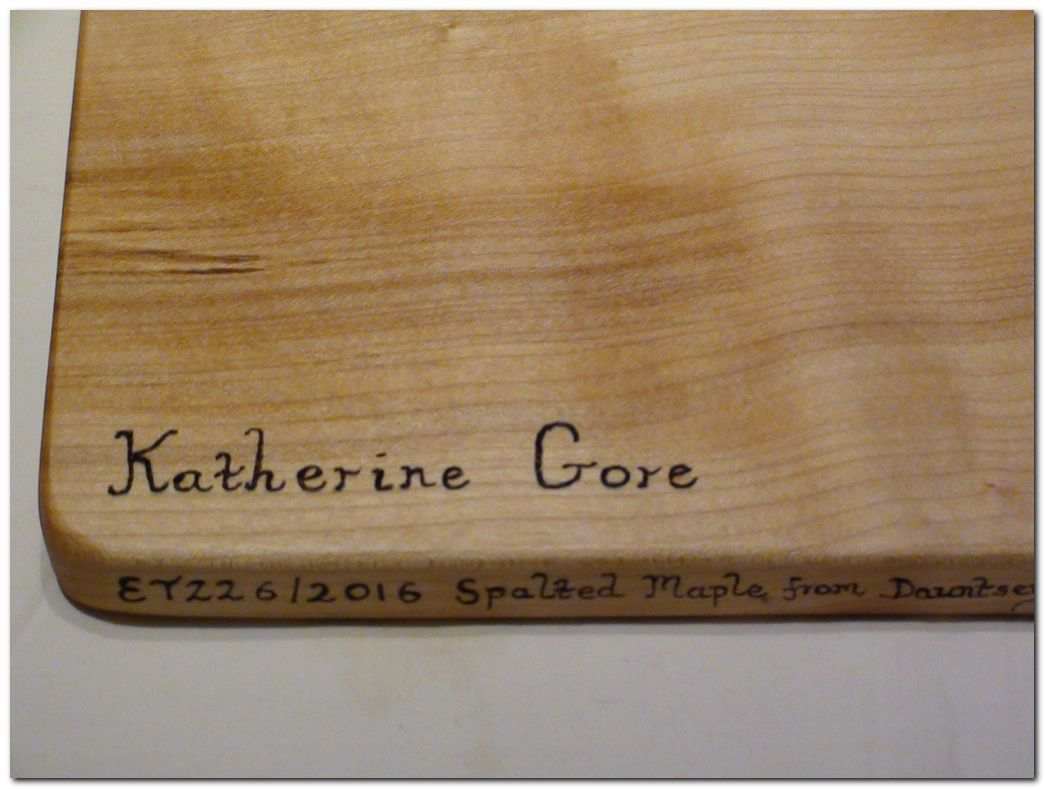 Katherine Gore
EY226/2016 Spalted Maple from